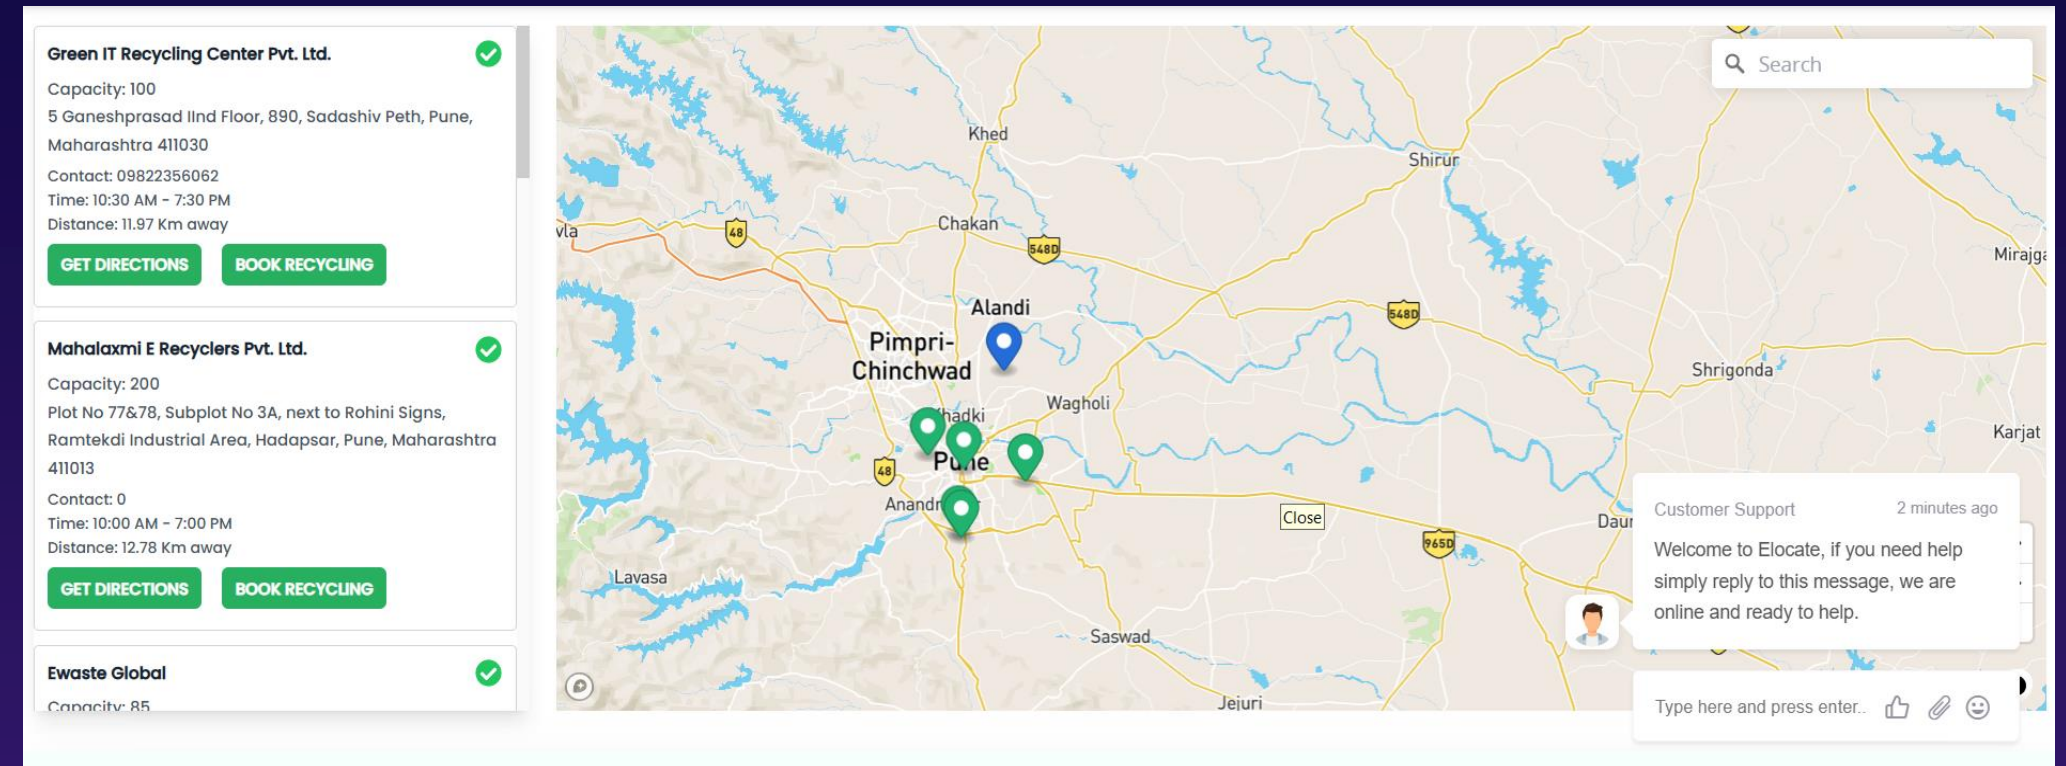 Green IT Recycling Center Pvt. Ltd.
Capacity: 100
5 Ganeshprasad IInd Floor, 890, Sadashiv Peth, Pune,
Maharashtra 411030
Contact: 09822356062
Time: 10:30 AM - 7:30 PM
Distance: 11.97 Km away
GET DIRECTIONS
BOOK RECYCLING
Mahalaxmi E Recyclers Pvt. Ltd.
Capacity: 200
Plot No 77&78, Subplot No 3A, next to Rohini Signs,
Ramtekdi Industrial Area, Hadapsar, Pune, Maharashtra
411013
Contact: 0
Time: 10:00 AM - 7:00 PM
Distance: 12.78 Km away
GET DIRECTIONS
BOOK RECYCLING
Ewaste Global
Capacity: 85
Search
Khed
Shirur
Chakan
vla
48
548D
Mirajga
Alandi
548D
Pimpri-
Chinchwad
Shrigonda
Wagholi
hadki
Karjat
Pune
48
Anandn
Close
Daun
965D
Lavasa
Saswad
Jejuri
Customer Support
2 minutes ago
Welcome to Elocate, if you need help
simply reply to this message, we are
online and ready to help.
Type here and press enter..